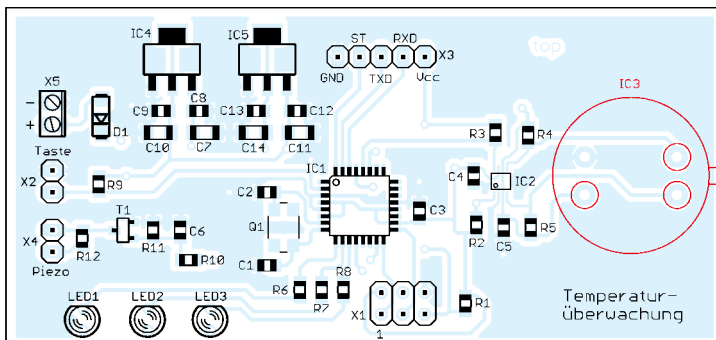 IC4 IC5 ST RXD top
X3
GND TXD Vcc
X5 IC3
-
+
C9 C8 C13 C12
D1
C10 C7 C14 C11
R3 R4
Taste
IC1
X2 R9 C4 IC2
C2
T1 C3
X4 Q1
R12 R11 C6 R2 C5 R5
Piezo R10 C1
R8
LED1 LED2 LED3 R6 R7 R1
X1
1
Temperatur-
überwachung